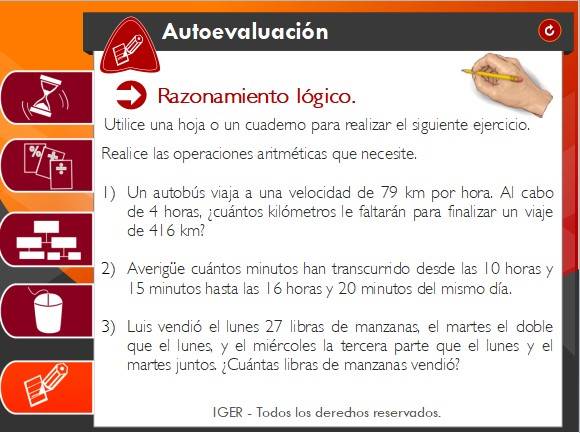 Autoevaluación
Razonamiento lógico.
Utilice una hoja o un cuaderno para realizar el siguiente ejercicio.
Realice las operaciones aritméticas que necesite.
1) Un autobús viaja a una velocidad de 79 km por hora. Al cabo
de 4 horas, ¿cuántos kilómetros le faltarán para finalizar un viaje
de 416 km?
2) Averigüe cuántos minutos han transcurrido desde las 10 horas y
15 minutos hasta las 16 horas y 20 minutos del mismo día.
3) Luis vendió el lunes 27 libras de manzanas, el martes el doble
que el lunes, y el miércoles la tercera parte que el lunes y el
martes juntos. ¿Cuántas libras de manzanas vendió?
IGER - Todos los derechos reservados.